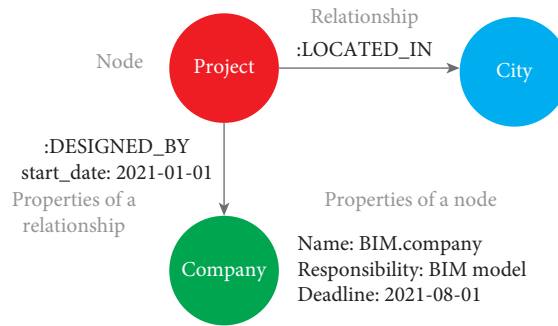 Relationship
:LOCATED_IN
Node
Project
City
:DESIGNED_BY
start_date: 2021-01-01
Properties of a
relationship
Properties of a node
Company
Name: BIM.company
Responsibility: BIM model
Deadline: 2021-08-01